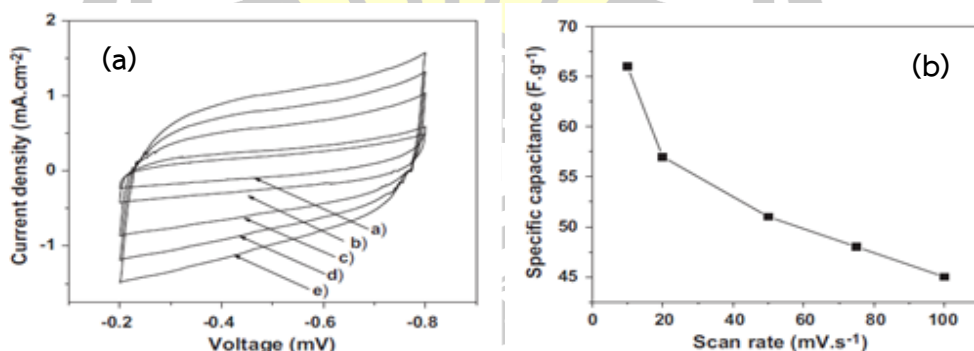 (a)
Current density (mA.cm⁻²)
2
1
0
-1
a)
b)
c)
d)
e)
-0.2
-0.4
-0.6
-0.8
Voltage (mV)
(b)
Specific capacitance (F.g⁻¹)
70
65
60
55
50
45
0
20
40
60
80
100
Scan rate (mV.s⁻¹)